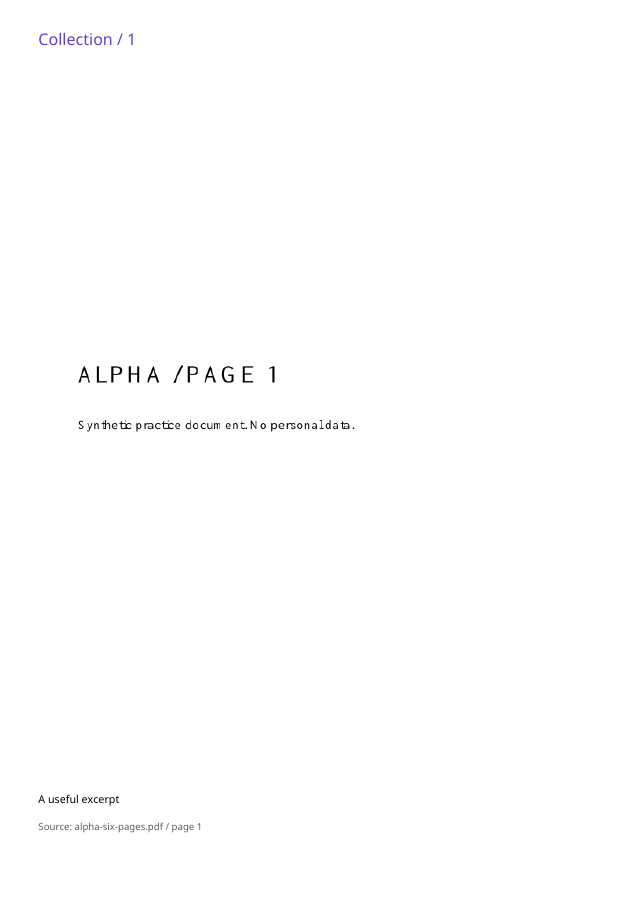 Collection / 1
ALPHA / PAGE 1
Synthetic practice document. No personal data.
A useful excerpt
Source: alpha-six-pages.pdf / page 1